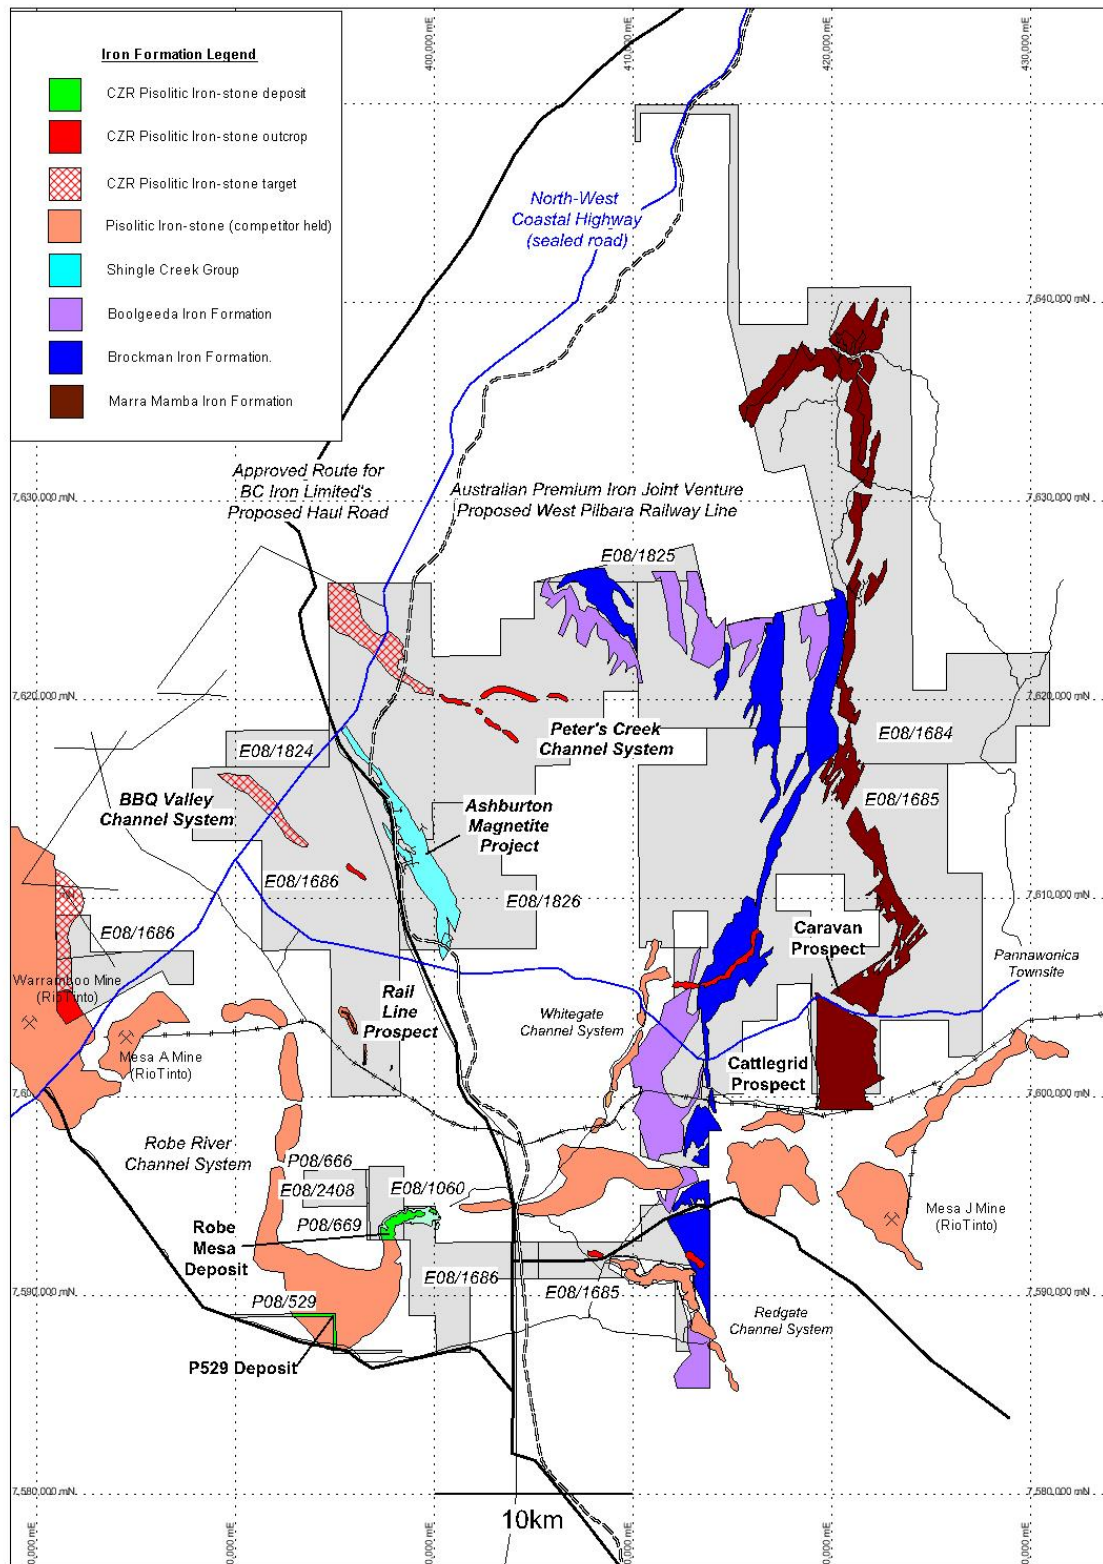 Iron Formation Legend
CZR Pisolitic Iron-stone deposit
CZR Pisolitic Iron-stone outcrop
CZR Pisolitic Iron-stone target
Pisolitic Iron-stone (competitor held)
Shingle Creek Group
Boolgeeda Iron Formation
Brockman Iron Formation.
Marra Mamba Iron Formation
400,000 mE
410,000 mE
420,000 mE
430,000 mE
North-West
Coastal Highway
(sealed road)
7,640,000 mN
Approved Route for
BC Iron Limited's
Proposed Haul Road
Australian Premium Iron Joint Venture
Proposed West Pilbara Railway Line
7,630,000 mN
7,630,000 mN
E08/1825
7,620,000 mN
7,620,000 mN
Peter's Creek
Channel System
E08/1824
E08/1684
BBQ Valley
Channel System
Ashburton
Magnetite
Project
E08/1685
E08/1686
E08/1826
7,610,000 mN
7,610,000 mN
E08/1686
Caravan
Prospect
Pannawonica
Townsite
Warramboo Mine
(RioTinto)
Rail
Line
Prospect
Whitegate
Channel System
Mesa A Mine
(RioTinto)
Cattlegrid
Prospect
7,600,000 mN
Robe River
Channel System
P08/666
E08/2408
E08/1060
P08/669
Robe
Mesa
Deposit
Mesa J Mine
(RioTinto)
E08/1686
E08/1685
P08/529
7,590,000 mN
7,590,000 mN
Redgate
Channel System
P529 Deposit
7,580,000 mN
7,580,000 mN
10km